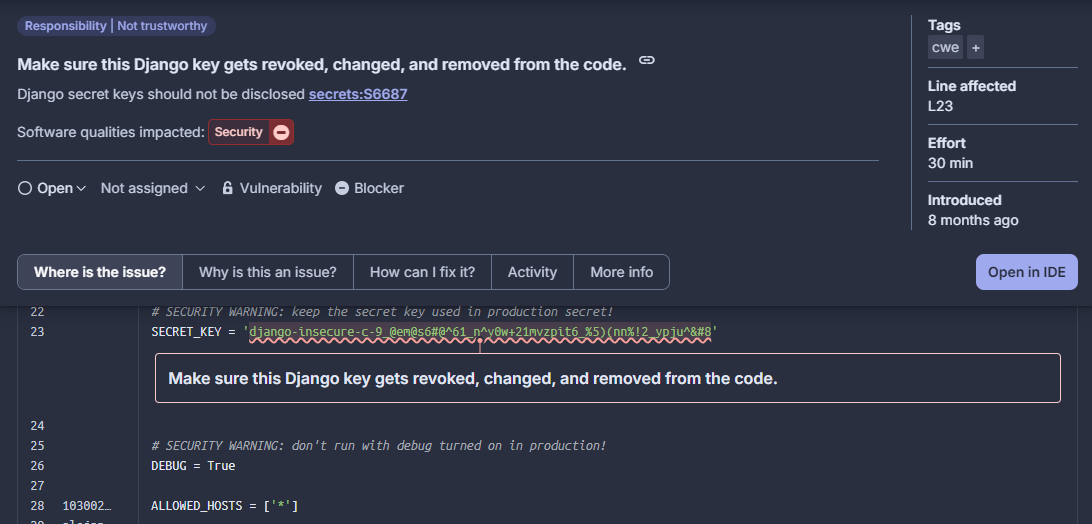 Responsibility | Not trustworthy
Make sure this Django key gets revoked, changed, and removed from the code.
Django secret keys should not be disclosed secrets:S6687
Software qualities impacted: Security
Open Not assigned Vulnerability Blocker
Tags
cwe +
Line affected
L23
Effort
30 min
Introduced
8 months ago
Where is the issue? Why is this an issue? How can I fix it? Activity More info
Open in IDE
22 # SECURITY WARNING: keep the secret key used in production secret!
23 SECRET_KEY = 'django-insecure-c-9_@em@s6#@^61_n^y0w+21mvzpit6_%5)(nn%!2_ypju^&#8'
Make sure this Django key gets revoked, changed, and removed from the code.
24
25 # SECURITY WARNING: don't run with debug turned on in production!
26 DEBUG = True
27
28 103002… ALLOWED_HOSTS = ['*']